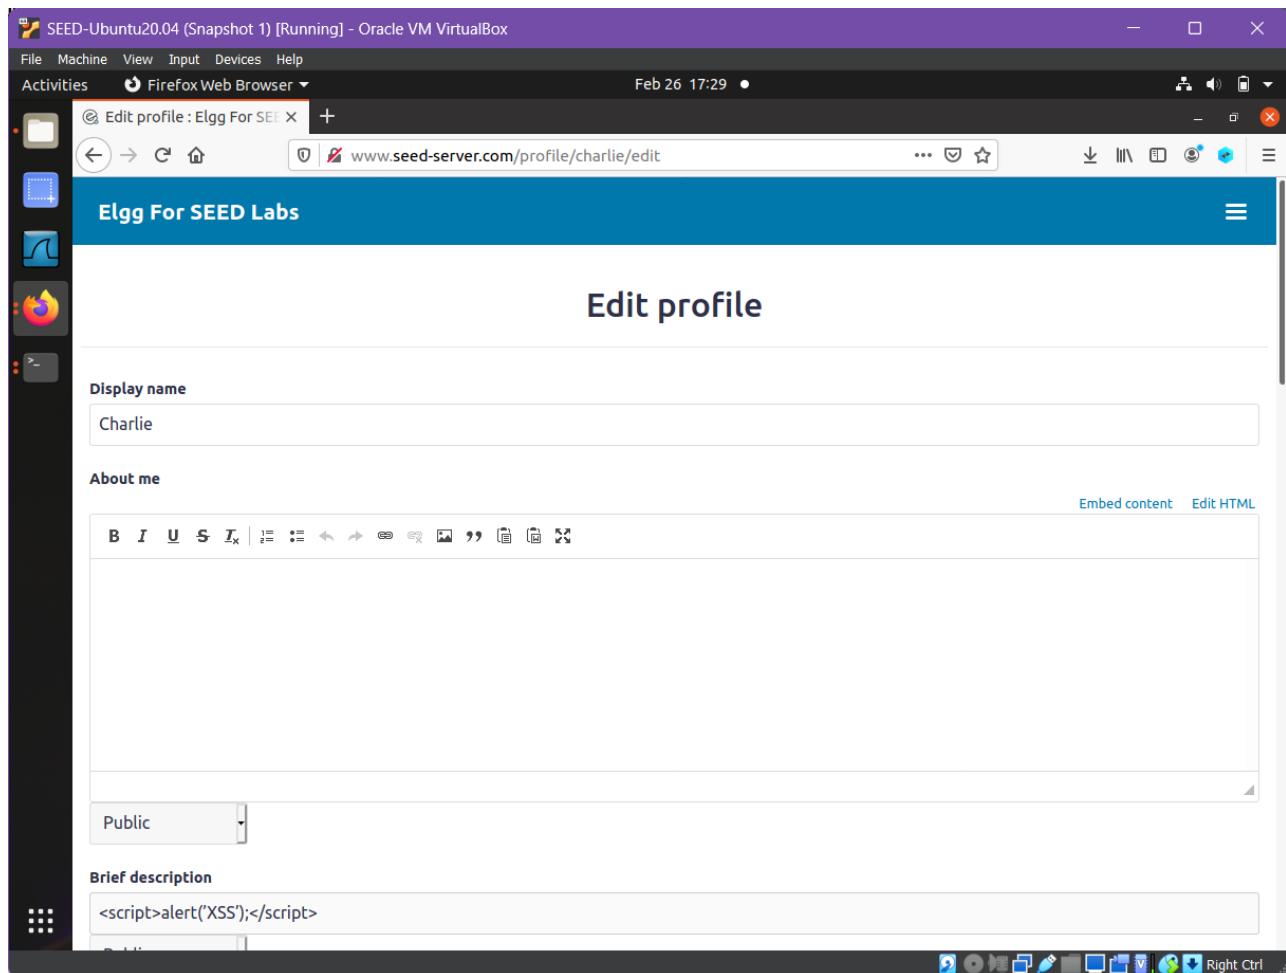 SEED-Ubuntu20.04 (Snapshot 1) [Running] - Oracle VM VirtualBox
File Machine View Input Devices Help
Activities Firefox Web Browser Feb 26 17:29
Edit profile : Elgg For SEE
www.seed-server.com/profile/charlie/edit
Elgg For SEED Labs
Edit profile
Display name
Charlie
About me
Embed content Edit HTML
Public
Brief description
<script>alert(’XSS’);</script>
Right Ctrl